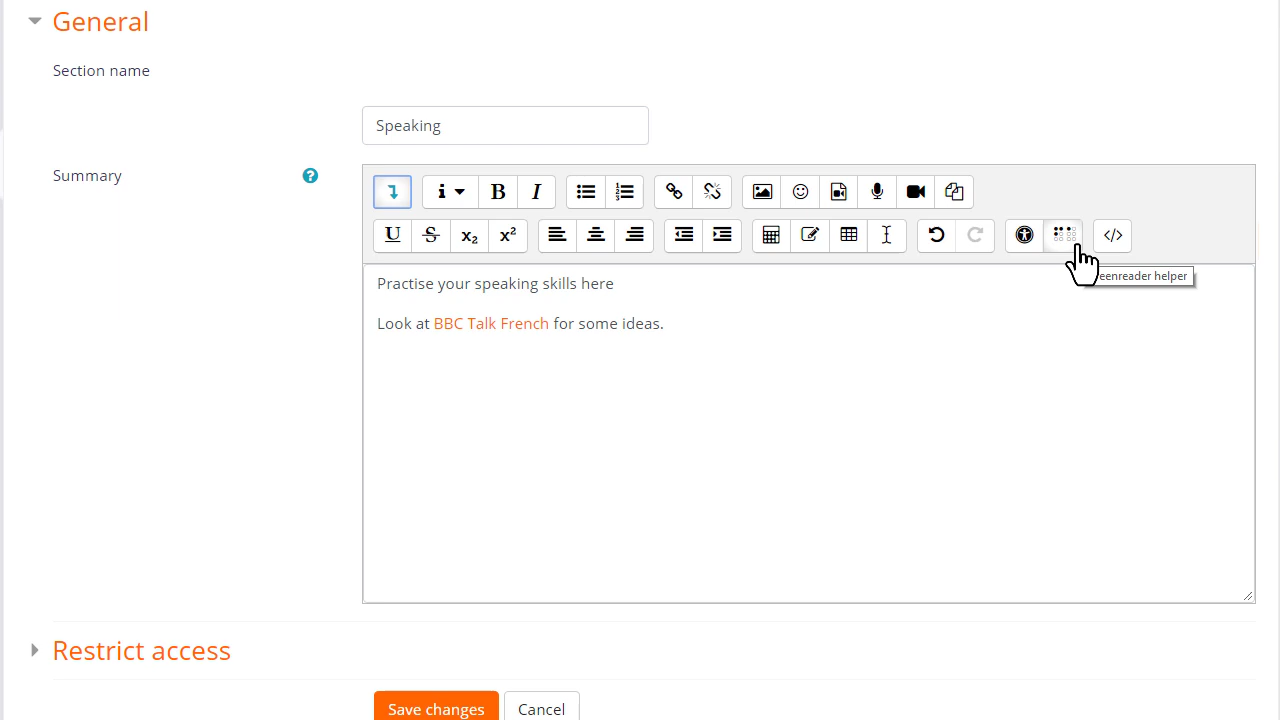 General
Section name
Speaking
Summary
Practise your speaking skills here
Look at BBC Talk French for some ideas.
helper
Restrict access
Save changes
Cancel